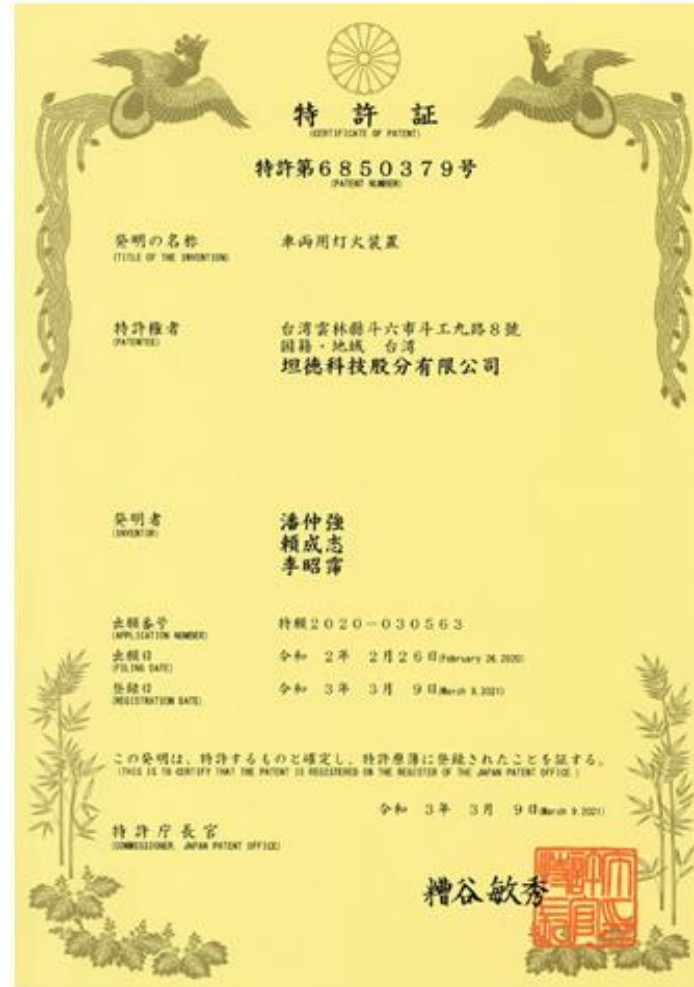 特許証
(CERTIFICATE OF PATENT)
特許第6850379号
(PATENT NUMBER)
発明の名称
(TITLE OF THE INVENTION)
車両用灯火装置
特許権者
(PATENTEE)
台湾雲林縣斗六市斗工九路8號
国籍・地域 台湾
坦德科技股分有限公司
発明者
(INVENTOR)
潘仲強
頼成志
李昭霈
出願番号
(APPLICATION NUMBER)
特願2020-030563
出願日
(FILING DATE)
令和 2年 2月26日(February 26,2020)
登録日
(REGISTRATION DATE)
令和 3年 3月 9日(March 9,2021)
この発明は、特許するものと確定し、特許原簿に登録されたことを証する。
(THIS IS TO CERTIFY THAT THE PATENT IS REGISTERED ON THE REGISTER OF THE JAPAN PATENT OFFICE.)
令和 3年 3月 9日(March 9,2021)
特許庁長官
(COMMISSIONER, JAPAN PATENT OFFICE)
糟谷敏秀